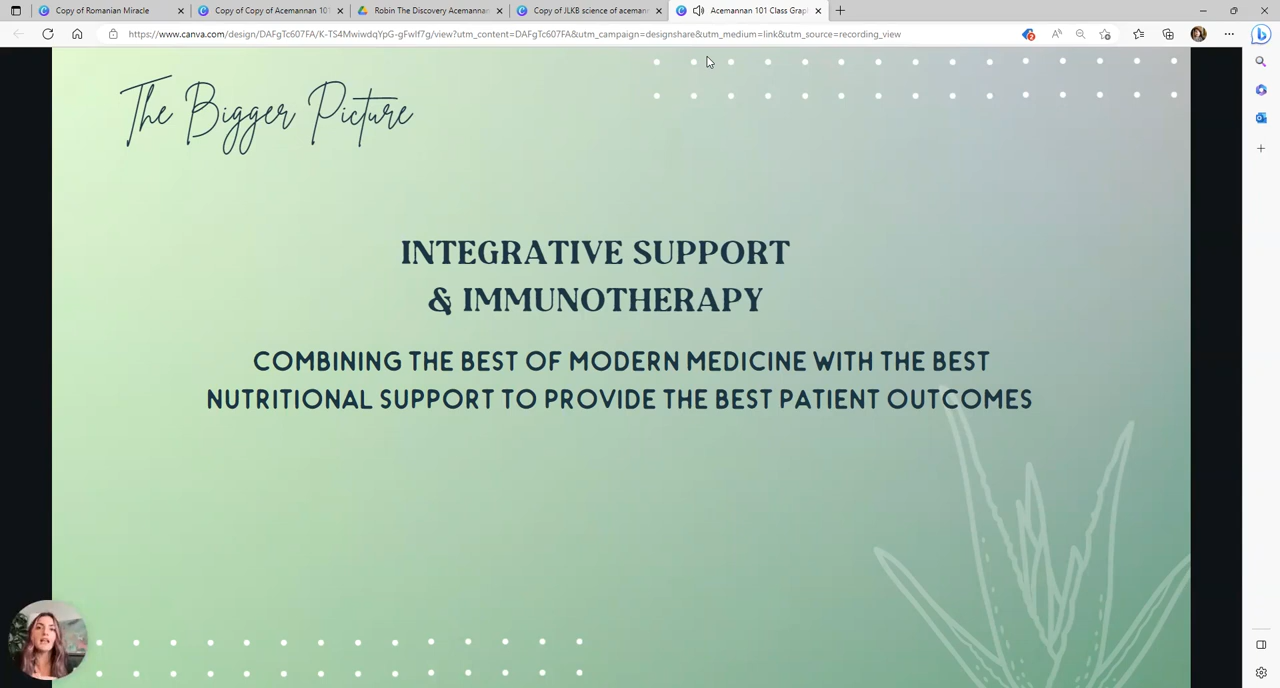 Copy of Romanian Miracle
Copy of Copy of Acemannan 101
Robin The Discovery Acemannan
Copy of JLKB science of aceman
Acemannan 101 Class Grap
https://www.canva.com/design/DAFgTc607FA/K-TS4MwiwdqYpG-gFwIf7g/view?utm_content=DAFgTc607FA&utm_campaign=designshare&utm_medium=link&utm_source=recording_view
The Bigger Picture
INTEGRATIVE SUPPORT
& IMMUNOTHERAPY
COMBINING THE BEST OF MODERN MEDICINE WITH THE BEST
NUTRITIONAL SUPPORT TO PROVIDE THE BEST PATIENT OUTCOMES